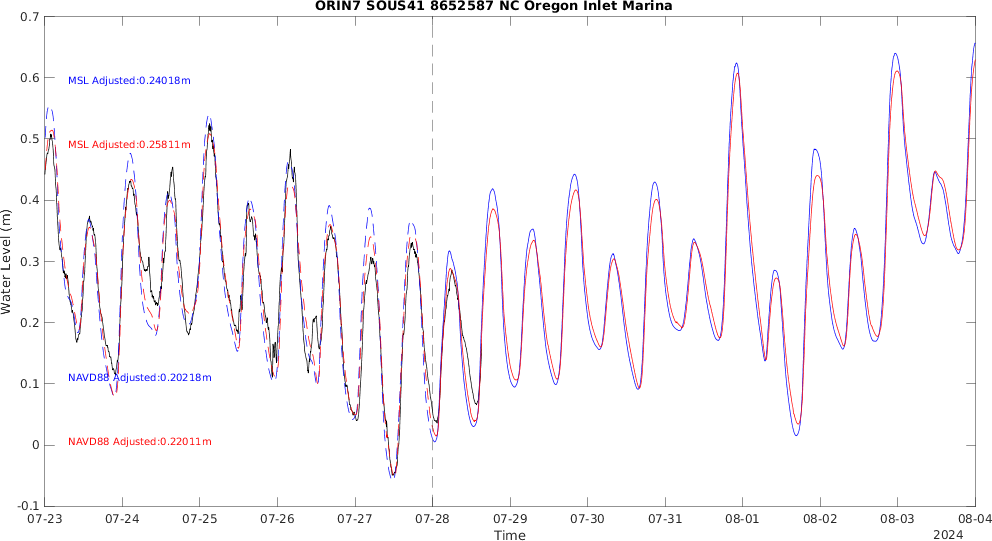 ORIN7 SOUS41 8652587 NC Oregon Inlet Marina
0.7
0.6
0.5
0.4
0.3
0.2
0.1
0
-0.1
Water Level (m)
MSL Adjusted:0.24018m
MSL Adjusted:0.25811m
NAVD88 Adjusted:0.20218m
NAVD88 Adjusted:0.22011m
07-23 07-24 07-25 07-26 07-27 07-28 07-29 07-30 07-31 08-01 08-02 08-03 08-04
Time
2024